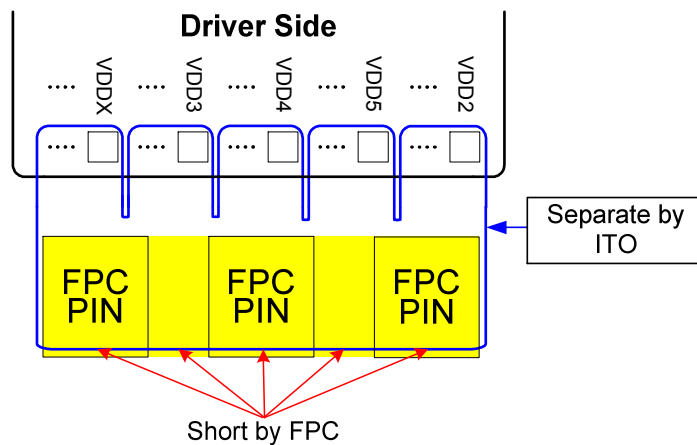 Driver Side
.... VDDX .... VDD3 .... VDD4 .... VDD5 .... VDD2
.... .... .... .... ....
Separate by
ITO
FPC FPC FPC
PIN PIN PIN
Short by FPC